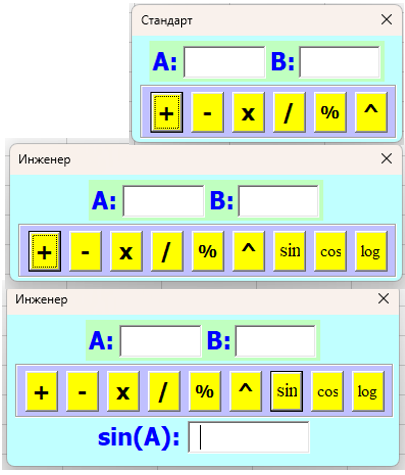 Стандарт
A: B:
+ - x / % ^
Инженер
A: B:
+ - x / % ^ sin cos log
Инженер
A: B:
+ - x / % ^ sin cos log
sin(A):